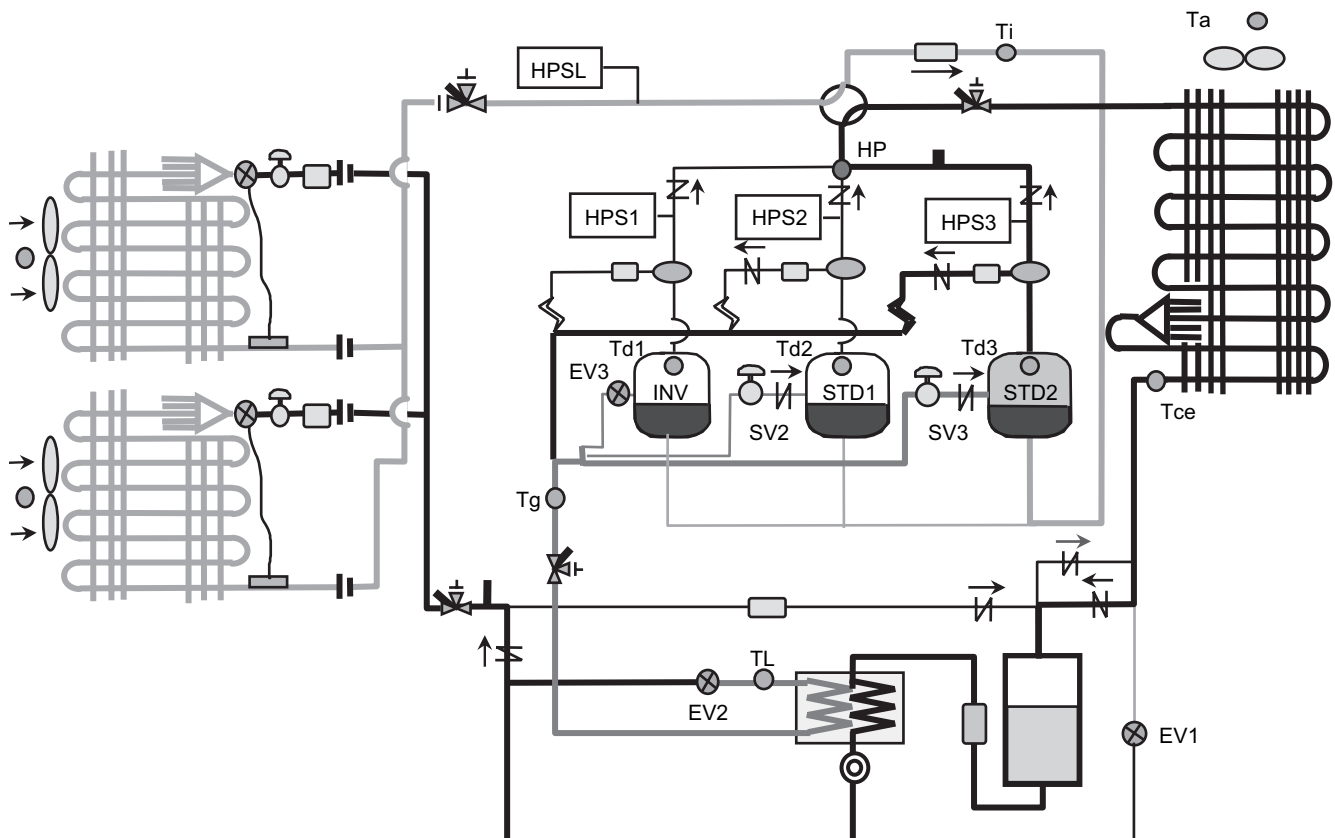 Ta
Ti
HPSL
HP
HPS1
HPS2
HPS3
Td1
Td2
Td3
EV3
INV
STD1
STD2
SV2
SV3
Tce
Tg
TL
EV2
EV1